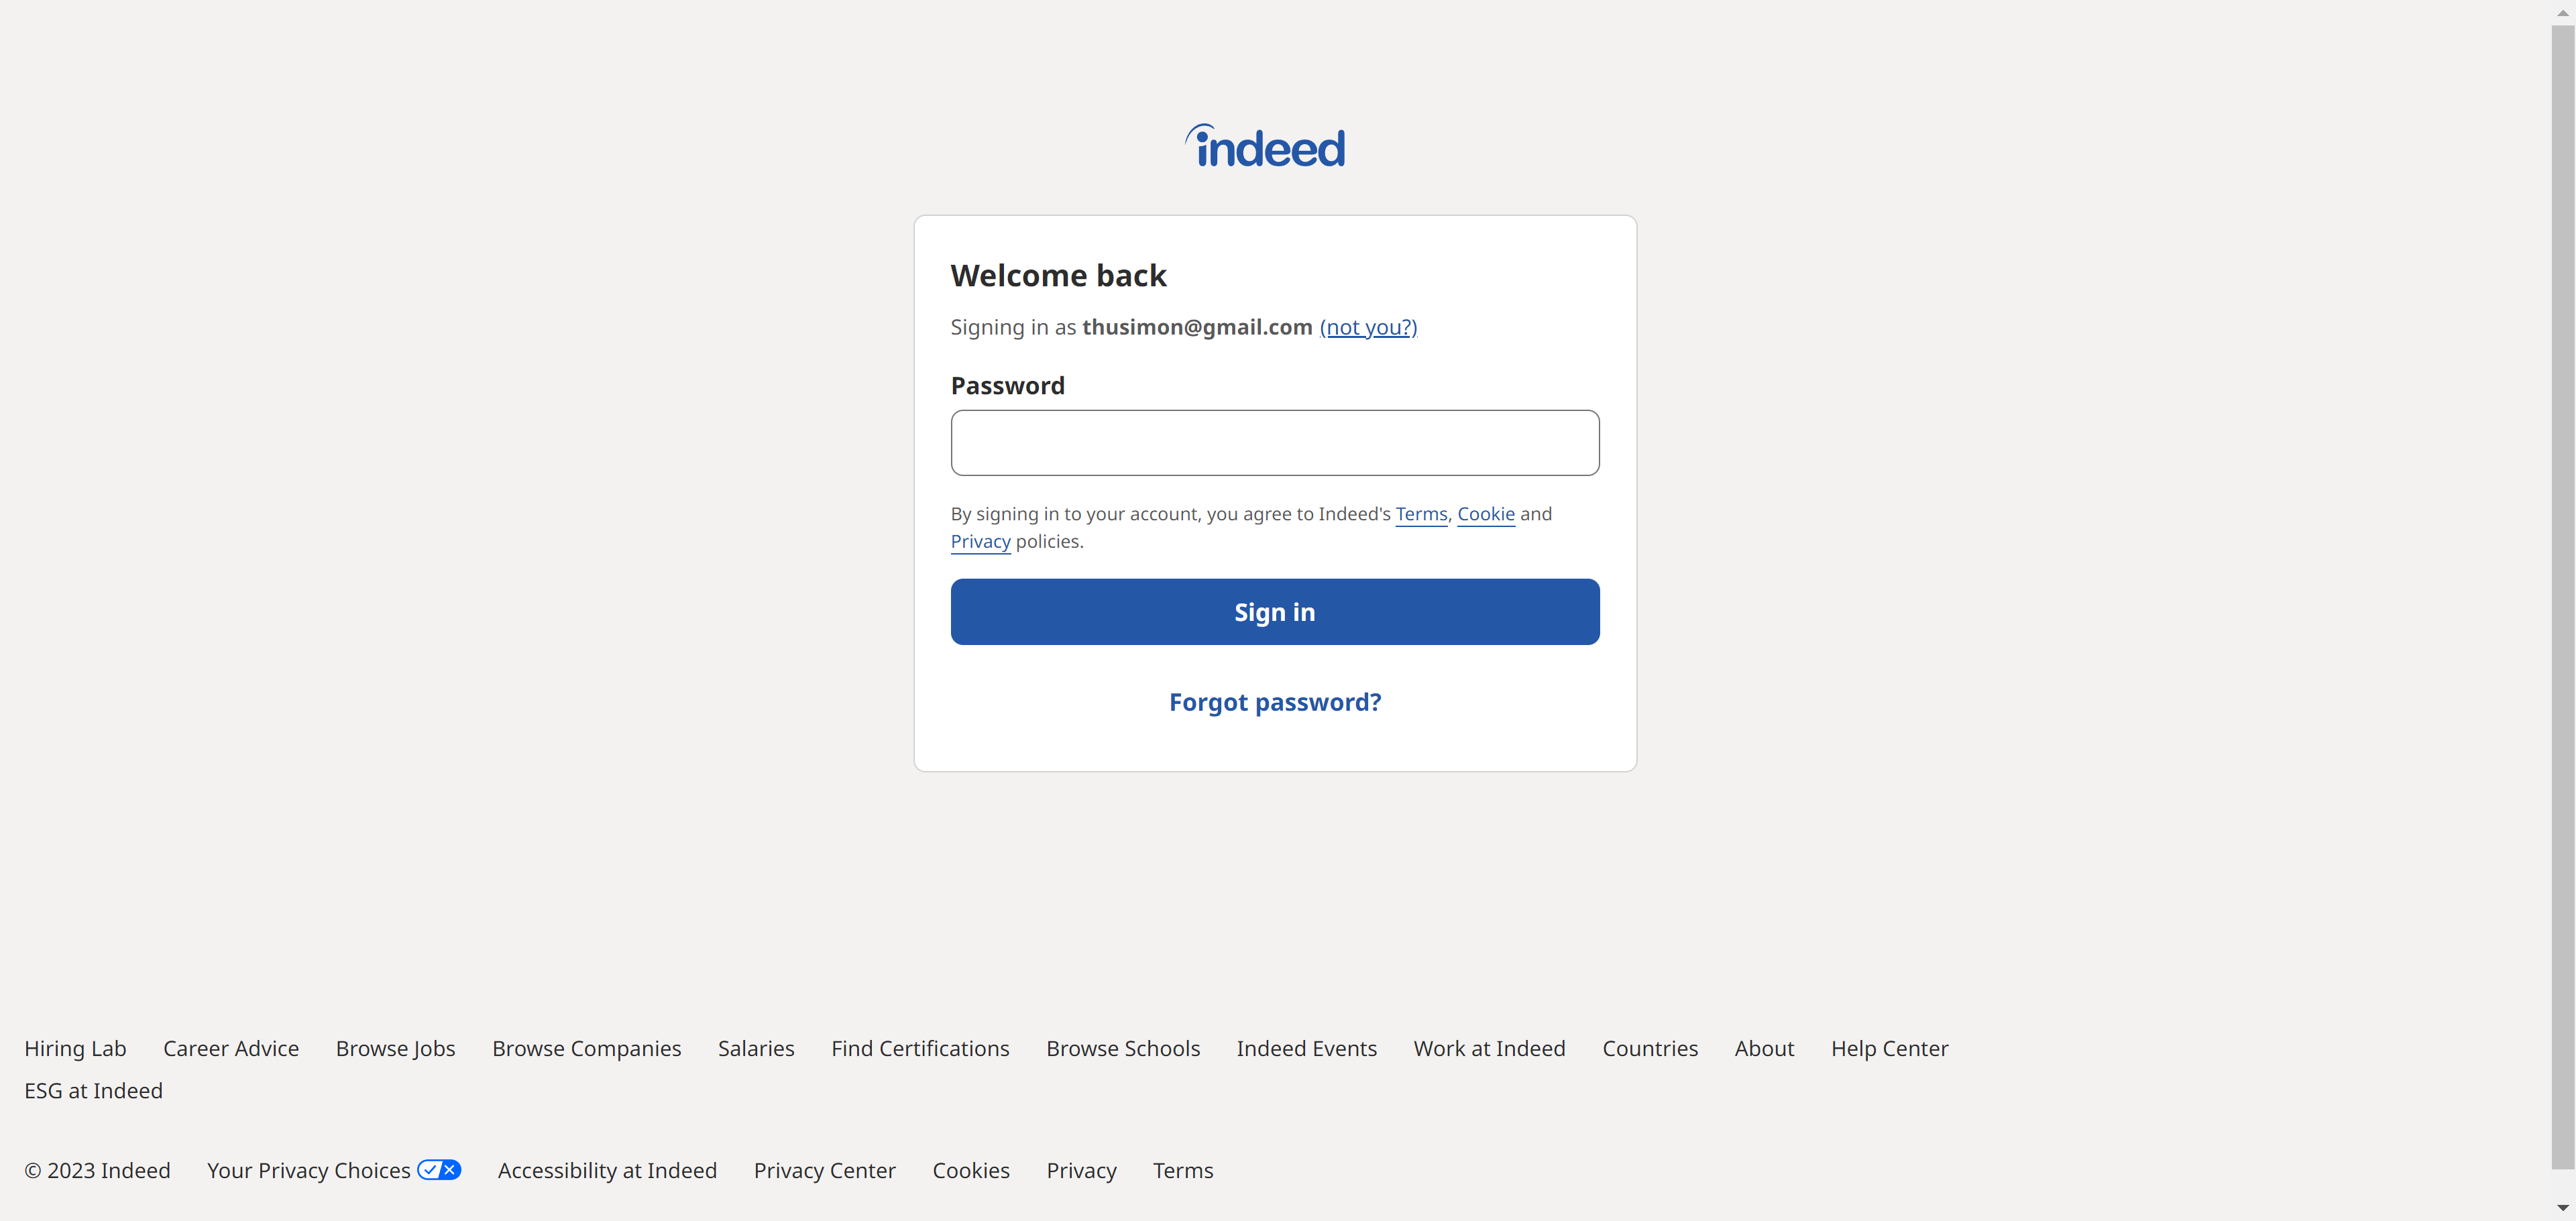 indeed
Welcome back
Signing in as thusimon@gmail.com (not you?)
Password
By signing in to your account, you agree to Indeed's Terms, Cookie and
Privacy policies.
Sign in
Forgot password?
Hiring Lab Career Advice Browse Jobs Browse Companies Salaries Find Certifications Browse Schools Indeed Events Work at Indeed Countries About Help Center
ESG at Indeed
© 2023 Indeed Your Privacy Choices Accessibility at Indeed Privacy Center Cookies Privacy Terms